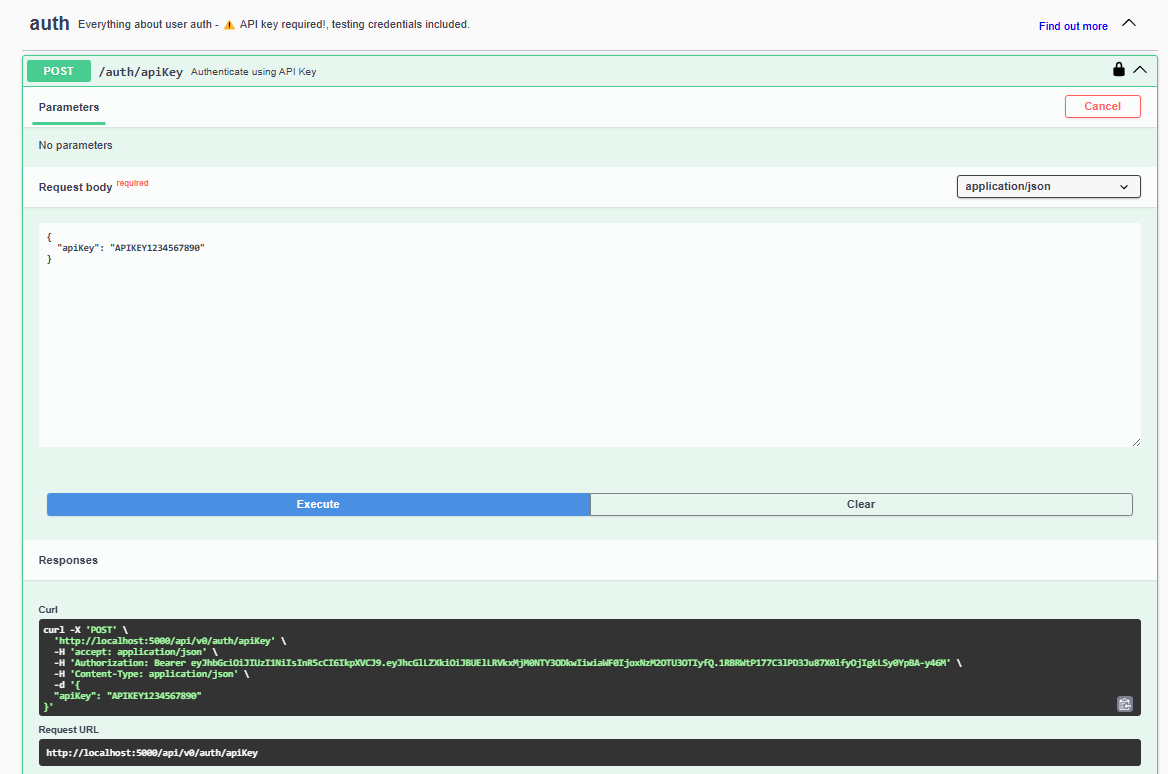 auth Everything about user auth - ⚠ API key required!, testing credentials included. Find out more
POST /auth/apiKey Authenticate using API Key
Parameters Cancel
No parameters
Request body required application/json
{
"apiKey": "APIKEY1234567890"
}
Execute Clear
Responses
Curl
curl -X 'POST' \
'http://localhost:5000/api/v0/auth/apiKey' \
-H 'accept: application/json' \
-H 'Authorization: Bearer eyJhbGciOiJIUzI1NiIsInR5cCI6IkpXVCJ9.eyJhcGlLZXkiOiJBUElLRVkxMjM0NTY3ODkwIiwiaWF0IjoxNzM2OTU3OTIyfQ.1RBRWtP177C3lPD3Ju87X0lfyOjIgkLSy0YpBA-y46M' \
-H 'Content-Type: application/json' \
-d '{
"apiKey": "APIKEY1234567890"
}'
Request URL
http://localhost:5000/api/v0/auth/apiKey